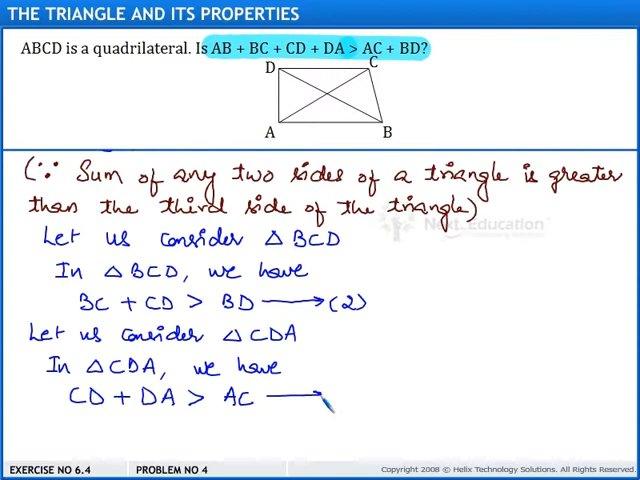 THE TRIANGLE AND ITS PROPERTIES
ABCD is a quadrilateral. Is AB + BC + CD + DA > AC + BD?
D C
A B
(∵ Sum of any two sides of a triangle is greater
than the third side of the triangle)
Next Education
Let us consider △ BCD
In △ BCD, we have
BC + CD > BD ⟶ (2)
Let us consider △ CDA
In △ CDA, we have
CD + DA > AC ⟶
EXERCISE NO 6.4 PROBLEM NO 4 Copyright 2008 © Helix Technology Solutions. All Rights Reserved.